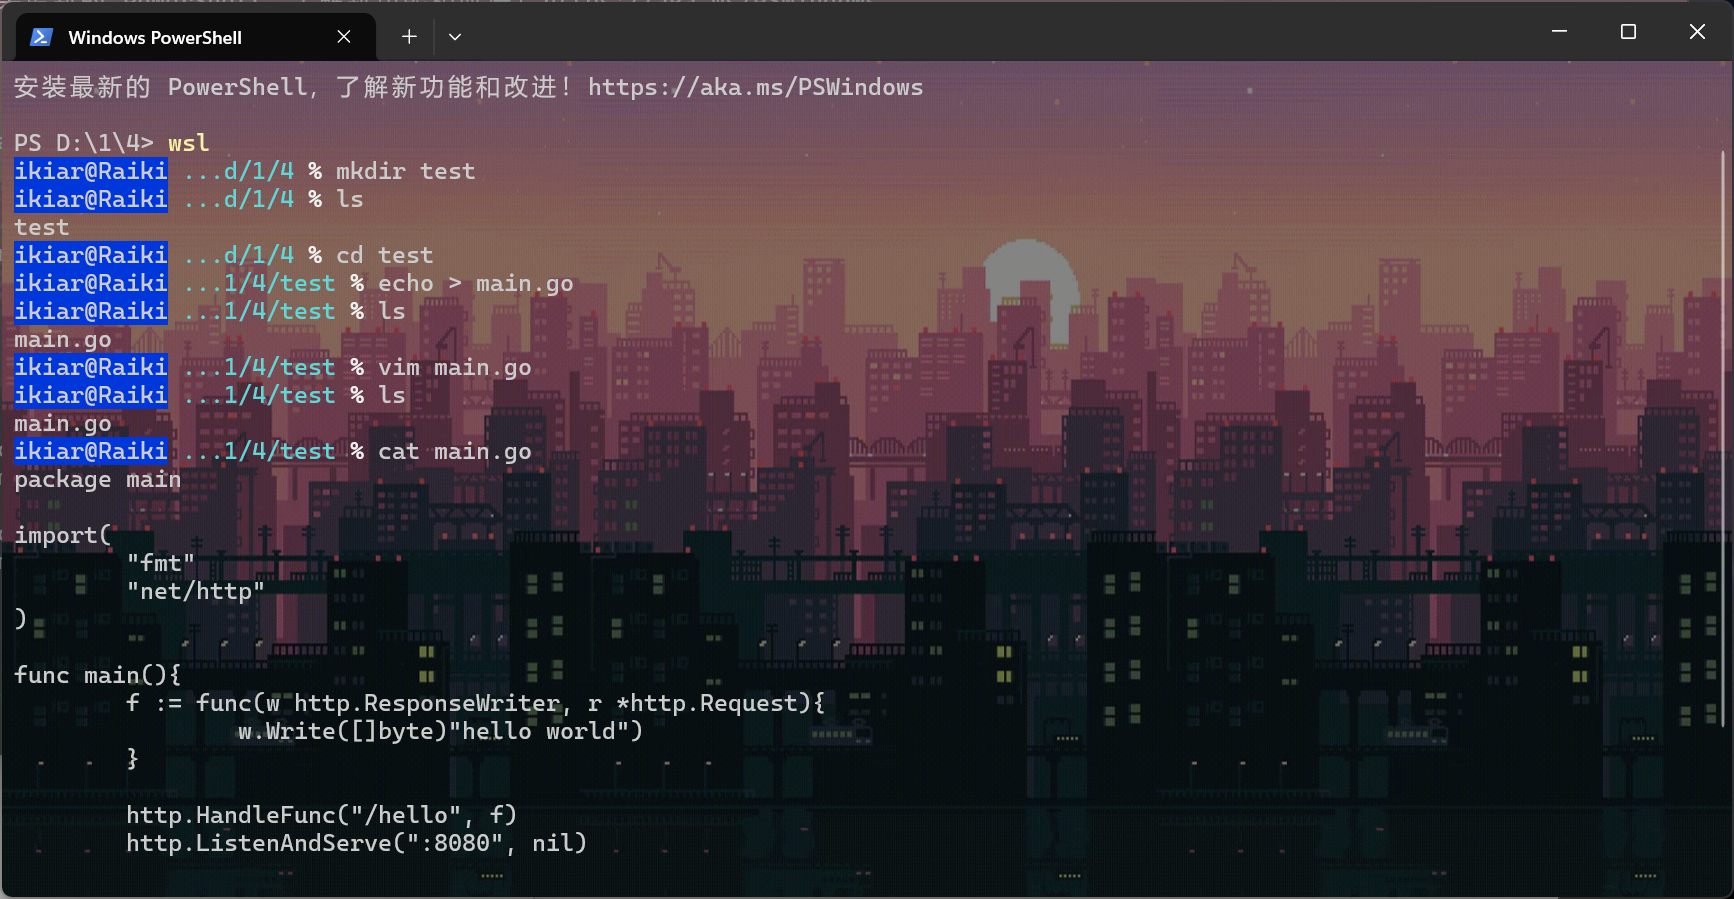 Windows PowerShell
安装最新的 PowerShell，了解新功能和改进！https://aka.ms/PSWindows
PS D:\1\4> wsl
ikiar@Raiki ...d/1/4 % mkdir test
ikiar@Raiki ...d/1/4 % ls
test
ikiar@Raiki ...d/1/4 % cd test
ikiar@Raiki ...1/4/test % echo > main.go
ikiar@Raiki ...1/4/test % ls
main.go
ikiar@Raiki ...1/4/test % vim main.go
ikiar@Raiki ...1/4/test % ls
main.go
ikiar@Raiki ...1/4/test % cat main.go
package main
import(
"fmt"
"net/http"
)
func main(){
f := func(w http.ResponseWriter, r *http.Request){
w.Write([]byte)"hello world")
}
http.HandleFunc("/hello", f)
http.ListenAndServe(":8080", nil)